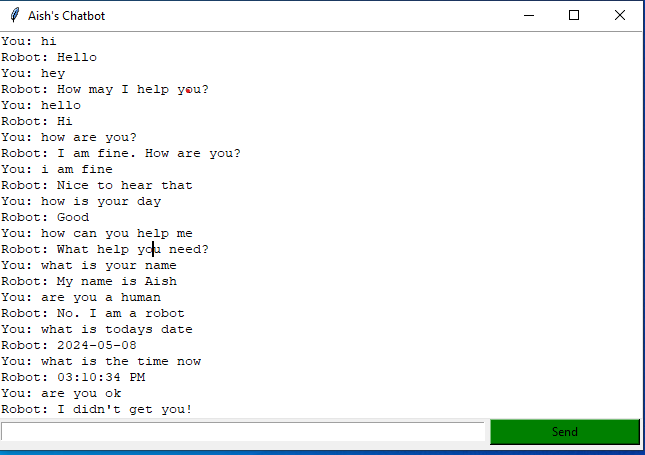 Aish's Chatbot
You: hi
Robot: Hello
You: hey
Robot: How may I help you?
You: hello
Robot: Hi
You: how are you?
Robot: I am fine. How are you?
You: i am fine
Robot: Nice to hear that
You: how is your day
Robot: Good
You: how can you help me
Robot: What help you need?
You: what is your name
Robot: My name is Aish
You: are you a human
Robot: No. I am a robot
You: what is todays date
Robot: 2024-05-08
You: what is the time now
Robot: 03:10:34 PM
You: are you ok
Robot: I didn't get you!
Send